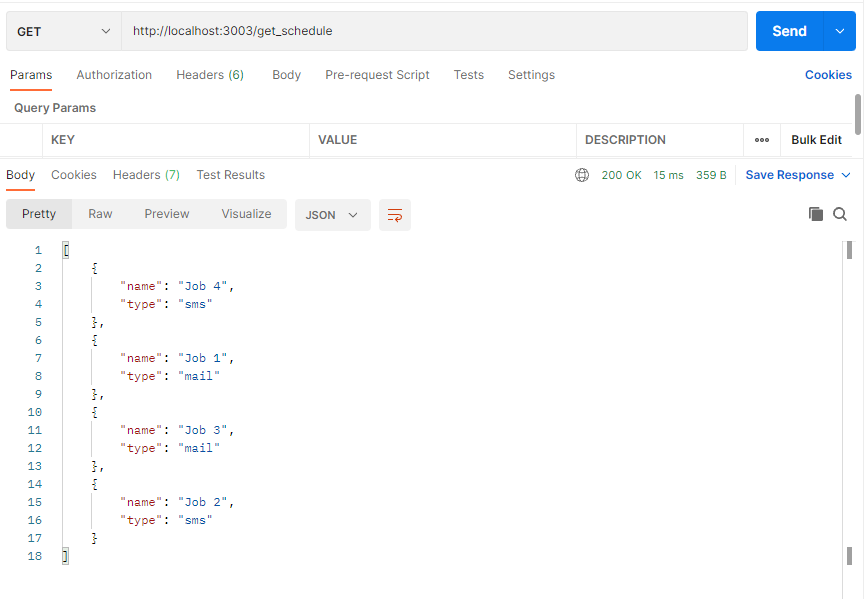 GET http://localhost:3003/get_schedule Send
Params Authorization Headers (6) Body Pre-request Script Tests Settings Cookies
Query Params
KEY VALUE DESCRIPTION ••• Bulk Edit
Body Cookies Headers (7) Test Results 200 OK 15 ms 359 B Save Response
Pretty Raw Preview Visualize JSON
1 [
2 {
3 "name": "Job 4",
4 "type": "sms"
5 },
6 {
7 "name": "Job 1",
8 "type": "mail"
9 },
10 {
11 "name": "Job 3",
12 "type": "mail"
13 },
14 {
15 "name": "Job 2",
16 "type": "sms"
17 }
18 ]